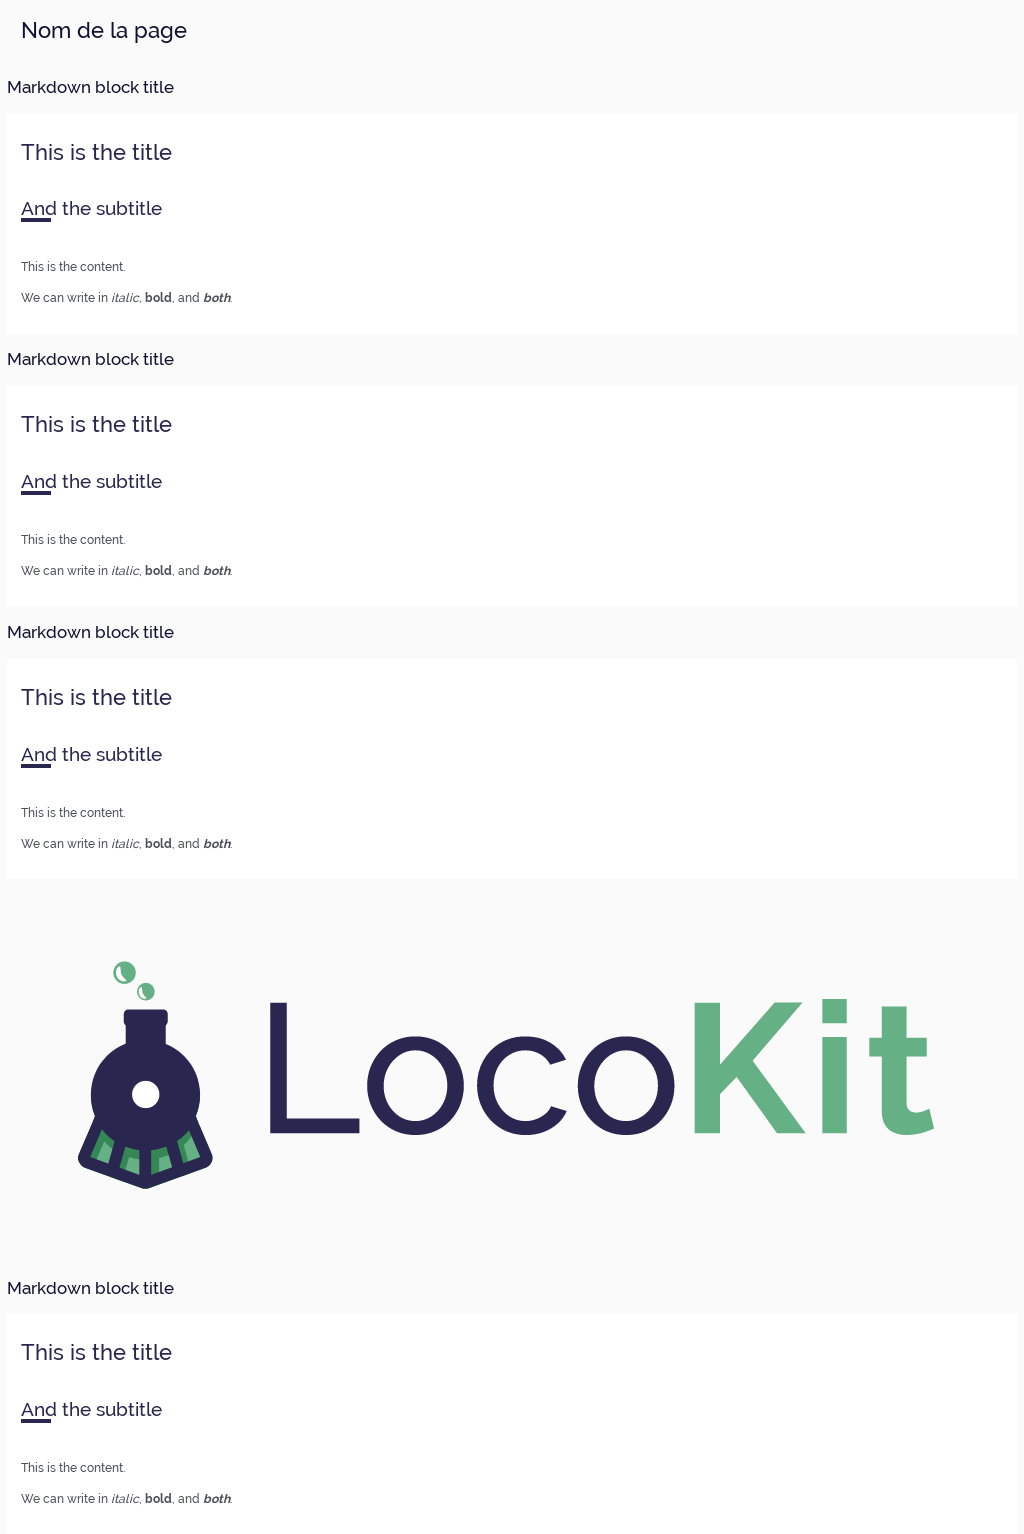 Nom de la page
Markdown block title
This is the title
And the subtitle
This is the content.
We can write in italic, bold, and both.
Markdown block title
This is the title
And the subtitle
This is the content.
We can write in italic, bold, and both.
Markdown block title
This is the title
And the subtitle
This is the content.
We can write in italic, bold, and both.
LocoKit
Markdown block title
This is the title
And the subtitle
This is the content.
We can write in italic, bold, and both.